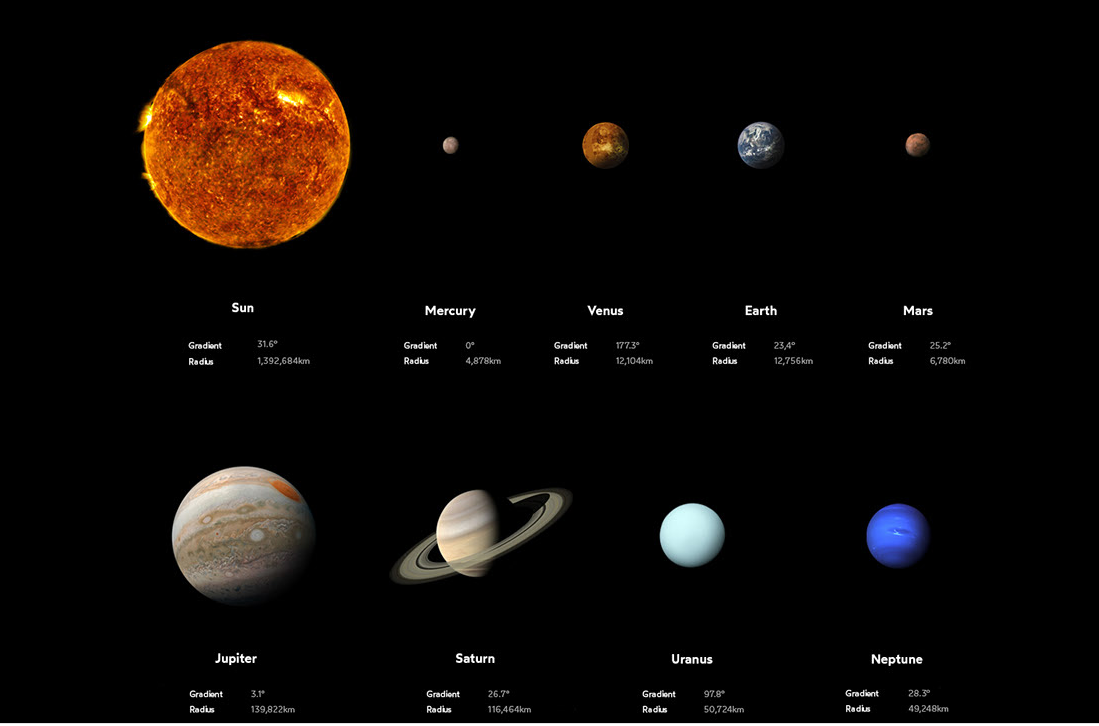 Sun
Mercury
Venus
Earth
Mars
Gradient 31.6°
Radius 1,392,684km
Gradient 0°
Radius 4,878km
Gradient 177.3°
Radius 12,104km
Gradient 23,4°
Radius 12,756km
Gradient 25.2°
Radius 6,780km
Jupiter
Saturn
Uranus
Neptune
Gradient 3.1°
Radius 139,822km
Gradient 26.7°
Radius 116,464km
Gradient 97.8°
Radius 50,724km
Gradient 28.3°
Radius 49,248km